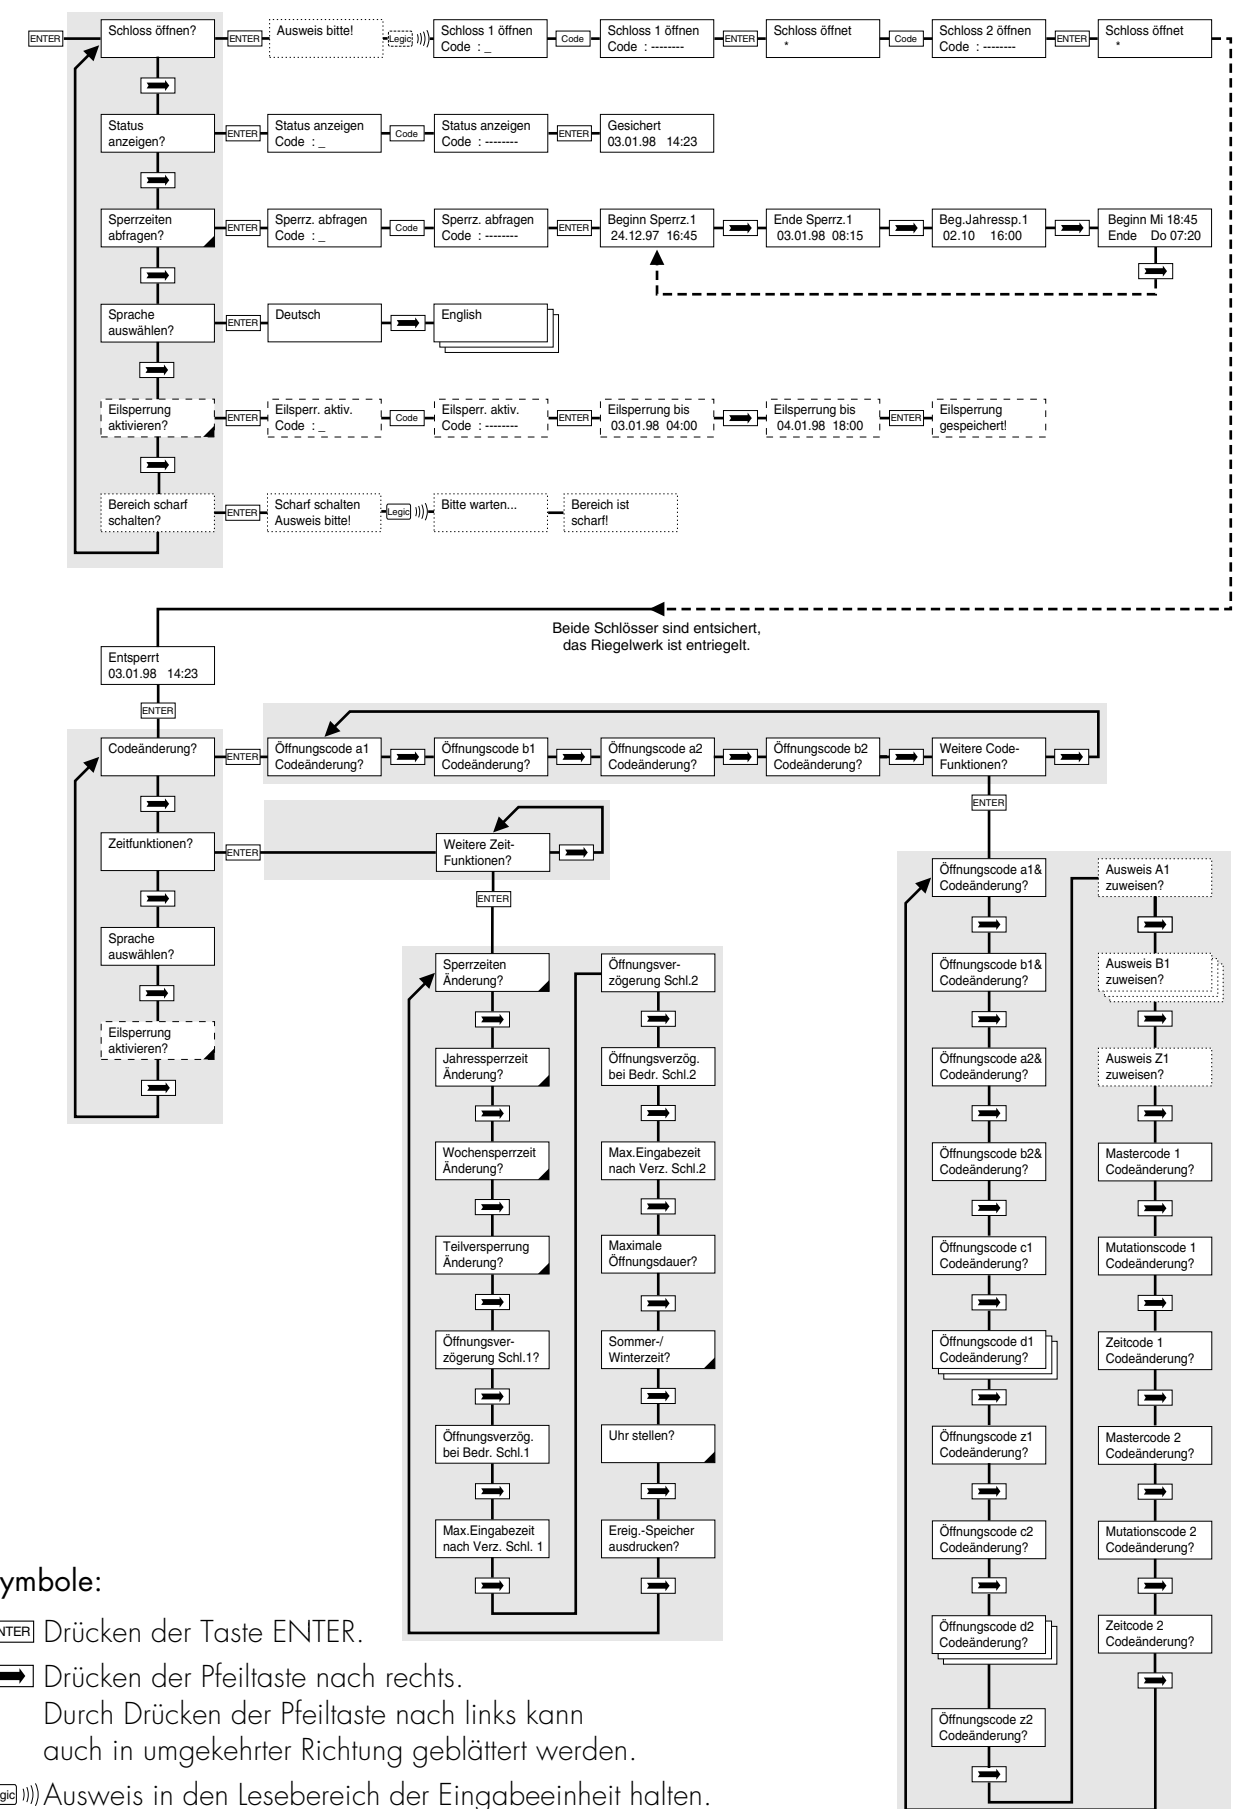 ENTER
Schloss öffnen?
ENTER
Ausweis bitte!
Legic
Schloss 1 öffnen
Code : _
Code
Schloss 1 öffnen
Code : --------
ENTER
Schloss öffnet
*
Code
Schloss 2 öffnen
Code : --------
ENTER
Schloss öffnet
*
Status
anzeigen?
ENTER
Status anzeigen
Code : _
Code
Status anzeigen
Code : --------
ENTER
Gesichert
03.01.98 14:23
Sperrzeiten
abfragen?
ENTER
Sperrz. abfragen
Code : _
Code
Sperrz. abfragen
Code : --------
ENTER
Beginn Sperrz.1
24.12.97 16:45
Ende Sperrz.1
03.01.98 08:15
Beg.Jahressp.1
02.10 16:00
Beginn Mi 18:45
Ende Do 07:20
Sprache
auswählen?
ENTER
Deutsch
English
Eilsperrung
aktivieren?
ENTER
Eilsperr. aktiv.
Code : _
Code
Eilsperr. aktiv.
Code : --------
ENTER
Eilsperrung bis
03.01.98 04:00
Eilsperrung bis
04.01.98 18:00
ENTER
Eilsperrung
gespeichert!
Bereich scharf
schalten?
ENTER
Scharf schalten
Ausweis bitte!
Legic
Bitte warten...
Bereich ist
scharf!
Beide Schlösser sind entsichert,
das Riegelwerk ist entriegelt.
Entsperrt
03.01.98 14:23
ENTER
Codeänderung?
ENTER
Öffnungscode a1
Codeänderung?
Öffnungscode b1
Codeänderung?
Öffnungscode a2
Codeänderung?
Öffnungscode b2
Codeänderung?
Weitere Code-
Funktionen?
ENTER
Zeitfunktionen?
ENTER
Weitere Zeit-
Funktionen?
ENTER
Sprache
auswählen?
Eilsperrung
aktivieren?
Sperrzeiten
Änderung?
Jahressperrzeit
Änderung?
Wochensperrzeit
Änderung?
Teilversperrung
Änderung?
Öffnungsver-
zögerung Schl.1?
Öffnungsverzög.
bei Bedr. Schl.1
Max.Eingabezeit
nach Verz. Schl. 1
Öffnungsver-
zögerung Schl.2
Öffnungsverzög.
bei Bedr. Schl.2
Max.Eingabezeit
nach Verz. Schl.2
Maximale
Öffnungsdauer?
Sommer-/
Winterzeit?
Uhr stellen?
Ereig.-Speicher
ausdrucken?
Öffnungscode a1&
Codeänderung?
Öffnungscode b1&
Codeänderung?
Öffnungscode a2&
Codeänderung?
Öffnungscode b2&
Codeänderung?
Öffnungscode c1
Codeänderung?
Öffnungscode d1
Codeänderung?
Öffnungscode z1
Codeänderung?
Öffnungscode c2
Codeänderung?
Öffnungscode d2
Codeänderung?
Öffnungscode z2
Codeänderung?
Ausweis A1
zuweisen?
Ausweis B1
zuweisen?
Ausweis Z1
zuweisen?
Mastercode 1
Codeänderung?
Mutationscode 1
Codeänderung?
Zeitcode 1
Codeänderung?
Mastercode 2
Codeänderung?
Mutationscode 2
Codeänderung?
Zeitcode 2
Codeänderung?
ymbole:
NTER Drücken der Taste ENTER.
Drücken der Pfeiltaste nach rechts.
Durch Drücken der Pfeiltaste nach links kann
auch in umgekehrter Richtung geblättert werden.
gic Ausweis in den Lesebereich der Eingabeeinheit halten.